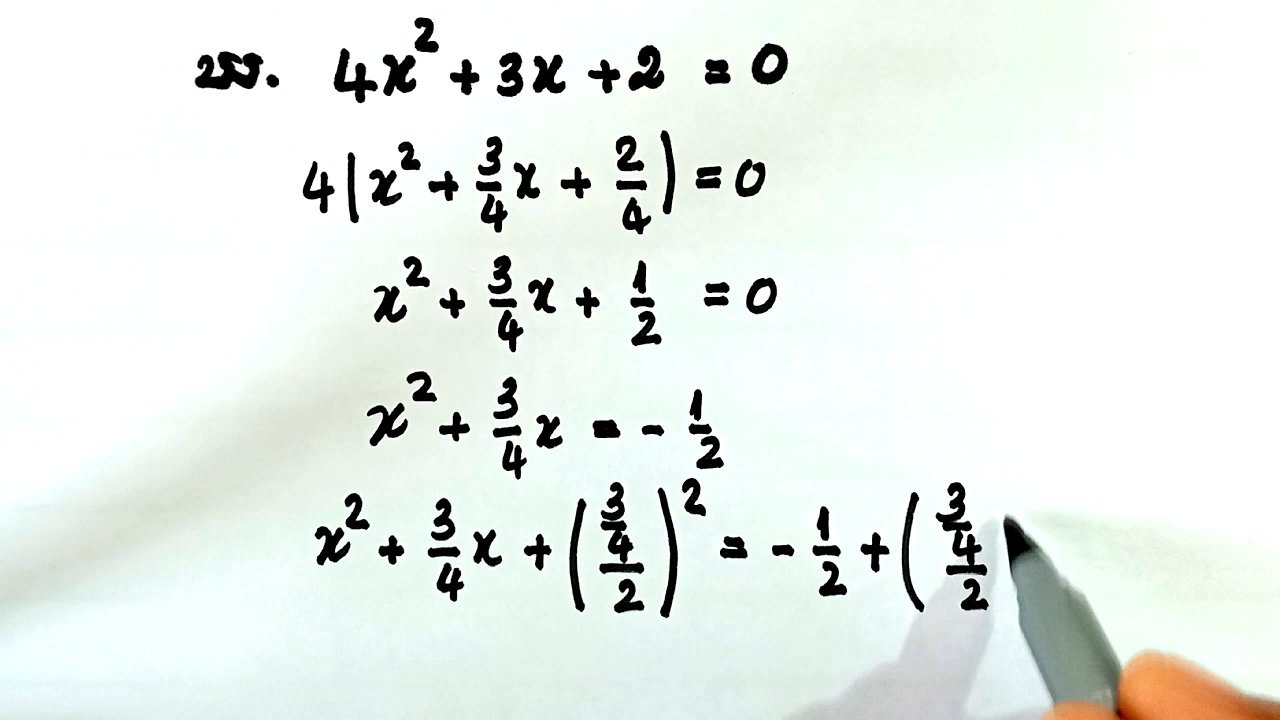 4x² + 3x + 2 = 0
4(x² + 3/4 x + 2/4) = 0
x² + 3/4 x + 1/2 = 0
x² + 3/4 x = - 1/2
x² + 3/4 x + ((3/4)/2)² = - 1/2 + ((3/4)/2